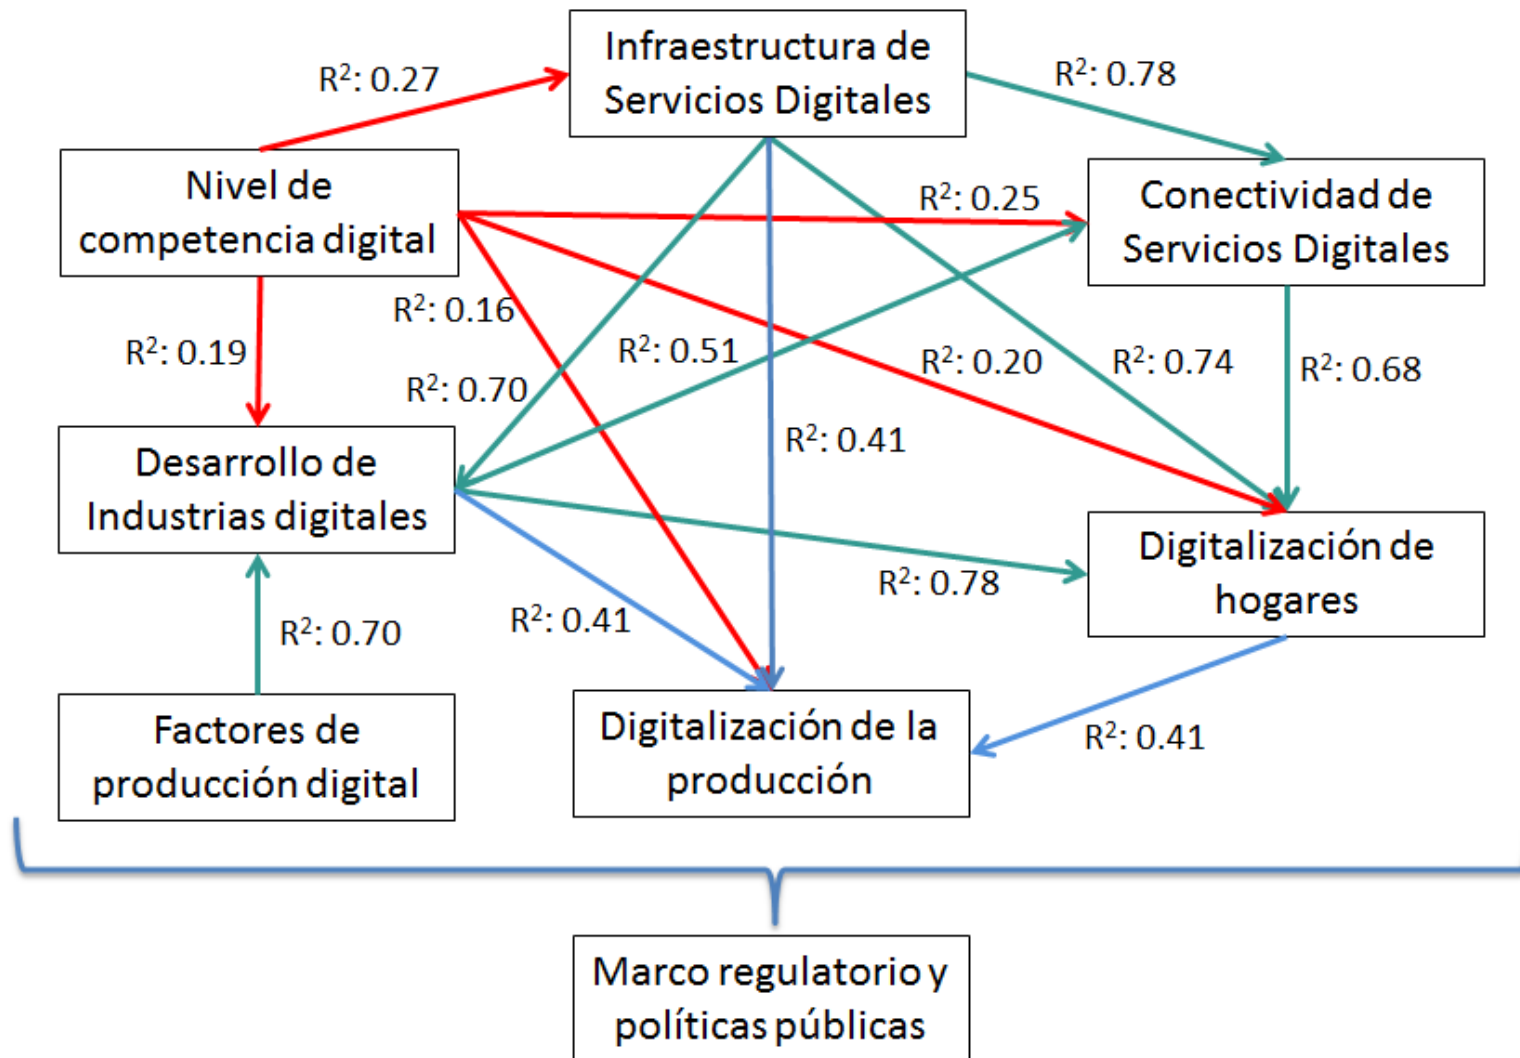 Infraestructura de
Servicios Digitales
R²: 0.27
R²: 0.78
Nivel de
competencia digital
Conectividad de
Servicios Digitales
R²: 0.25
R²: 0.16
R²: 0.19
R²: 0.51
R²: 0.70
R²: 0.20
R²: 0.74
R²: 0.68
R²: 0.41
Desarrollo de
Industrias digitales
Digitalización de
hogares
R²: 0.78
R²: 0.41
R²: 0.70
Factores de
producción digital
Digitalización de la
producción
R²: 0.41
Marco regulatorio y
políticas públicas